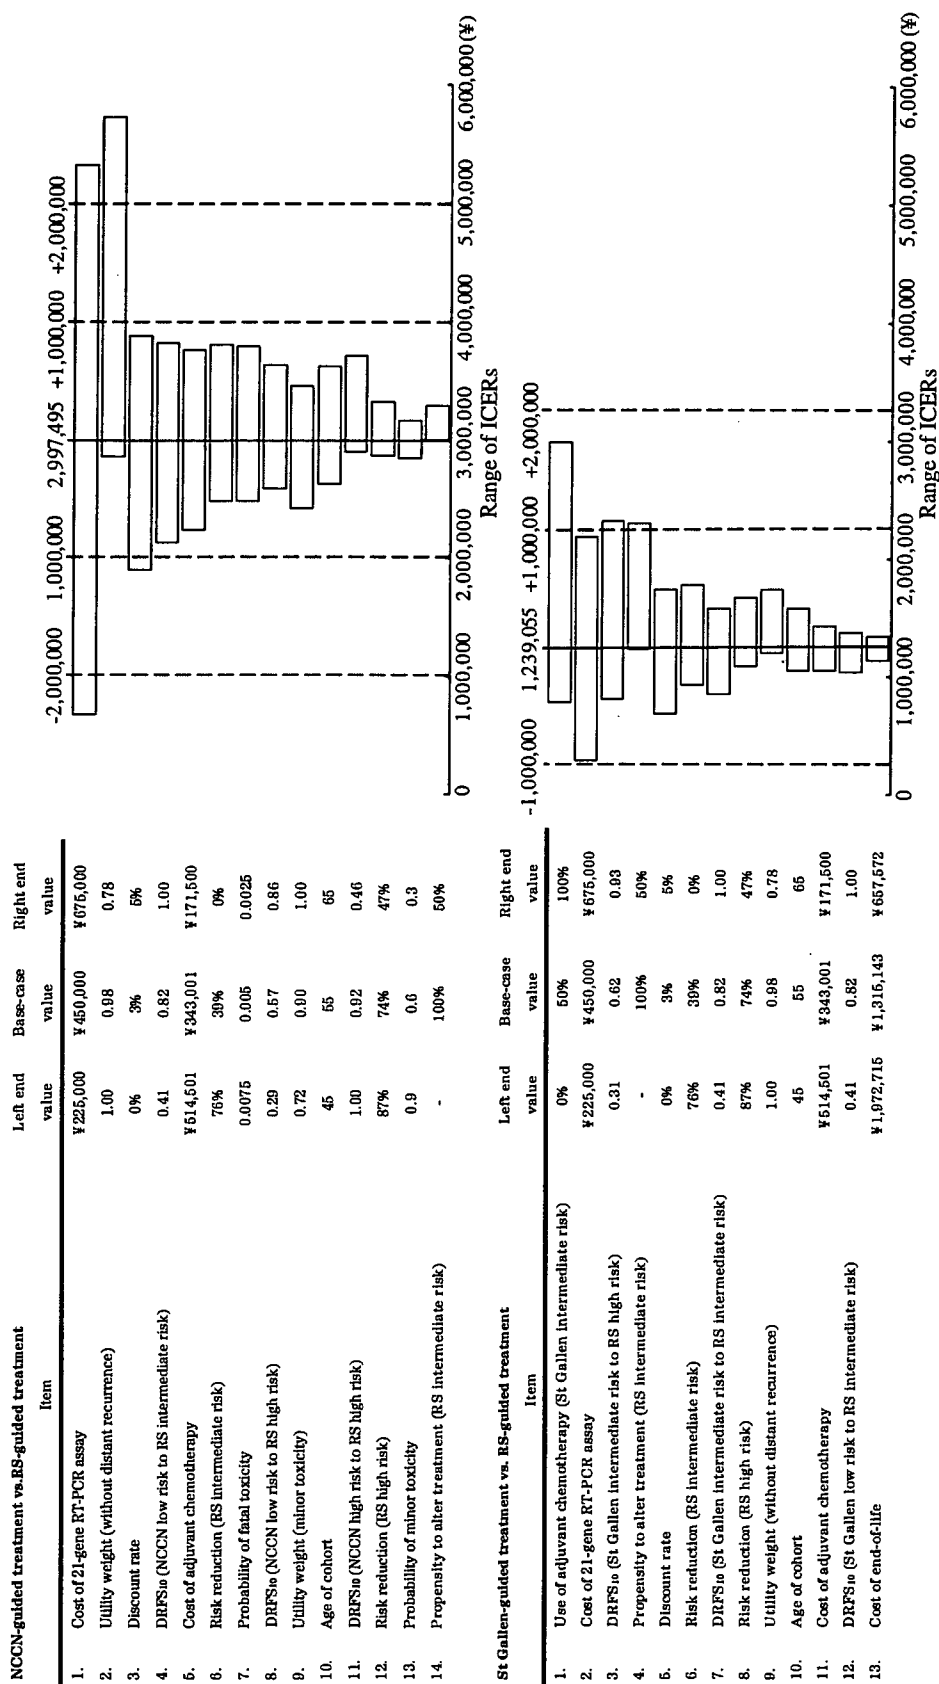 NCCN-guided treatment vs.RS-guided treatment
Item Left end value Base-case value Right end value
1. Cost of 21-gene RT-PCR assay ¥225,000 ¥450,000 ¥675,000
2. Utility weight (without distant recurrence) 1.00 0.98 0.78
3. Discount rate 0% 3% 5%
4. DRFS10 (NCCN low risk to RS intermediate risk) 0.41 0.82 1.00
5. Cost of adjuvant chemotherapy ¥514,501 ¥343,001 ¥171,500
6. Risk reduction (RS intermediate risk) 76% 39% 0%
7. Probability of fatal toxicity 0.0075 0.005 0.0025
8. DRFS10 (NCCN low risk to RS high risk) 0.29 0.57 0.86
9. Utility weight (minor toxicity) 0.72 0.90 1.00
10. Age of cohort 45 55 65
11. DRFS10 (NCCN high risk to RS high risk) 1.00 0.92 0.46
12. Risk reduction (RS high risk) 87% 74% 47%
13. Probability of minor toxicity 0.9 0.6 0.3
14. Propensity to alter treatment (RS intermediate risk) - 100% 50%
-2,000,000 1,000,000 2,997,495 +1,000,000 +2,000,000
0 1,000,000 2,000,000 3,000,000 4,000,000 5,000,000 6,000,000 (¥)
Range of ICERs
St Gallen-guided treatment vs. RS-guided treatment
Item Left end value Base-case value Right end value
1. Use of adjuvant chemotherapy (St Gallen intermediate risk) 0% 50% 100%
2. Cost of 21-gene RT-PCR assay ¥225,000 ¥450,000 ¥675,000
3. DRFS10 (St Gallen intermediate risk to RS high risk) 0.31 0.62 0.93
4. Propensity to alter treatment (RS intermediate risk) - 100% 50%
5. Discount rate 0% 3% 5%
6. Risk reduction (RS intermediate risk) 76% 39% 0%
7. DRFS10 (St Gallen intermediate risk to RS intermediate risk) 0.41 0.82 1.00
8. Risk reduction (RS high risk) 87% 74% 47%
9. Utility weight (without distant recurrence) 1.00 0.98 0.78
10. Age of cohort 45 55 65
11. Cost of adjuvant chemotherapy ¥514,501 ¥343,001 ¥171,500
12. DRFS10 (St Gallen low risk to RS intermediate risk) 0.41 0.82 1.00
13. Cost of end-of-life ¥1,972,715 ¥1,315,143 ¥657,572
-1,000,000 1,239,055 +1,000,000 +2,000,000
0 1,000,000 2,000,000 3,000,000 4,000,000 5,000,000 6,000,000 (¥)
Range of ICERs